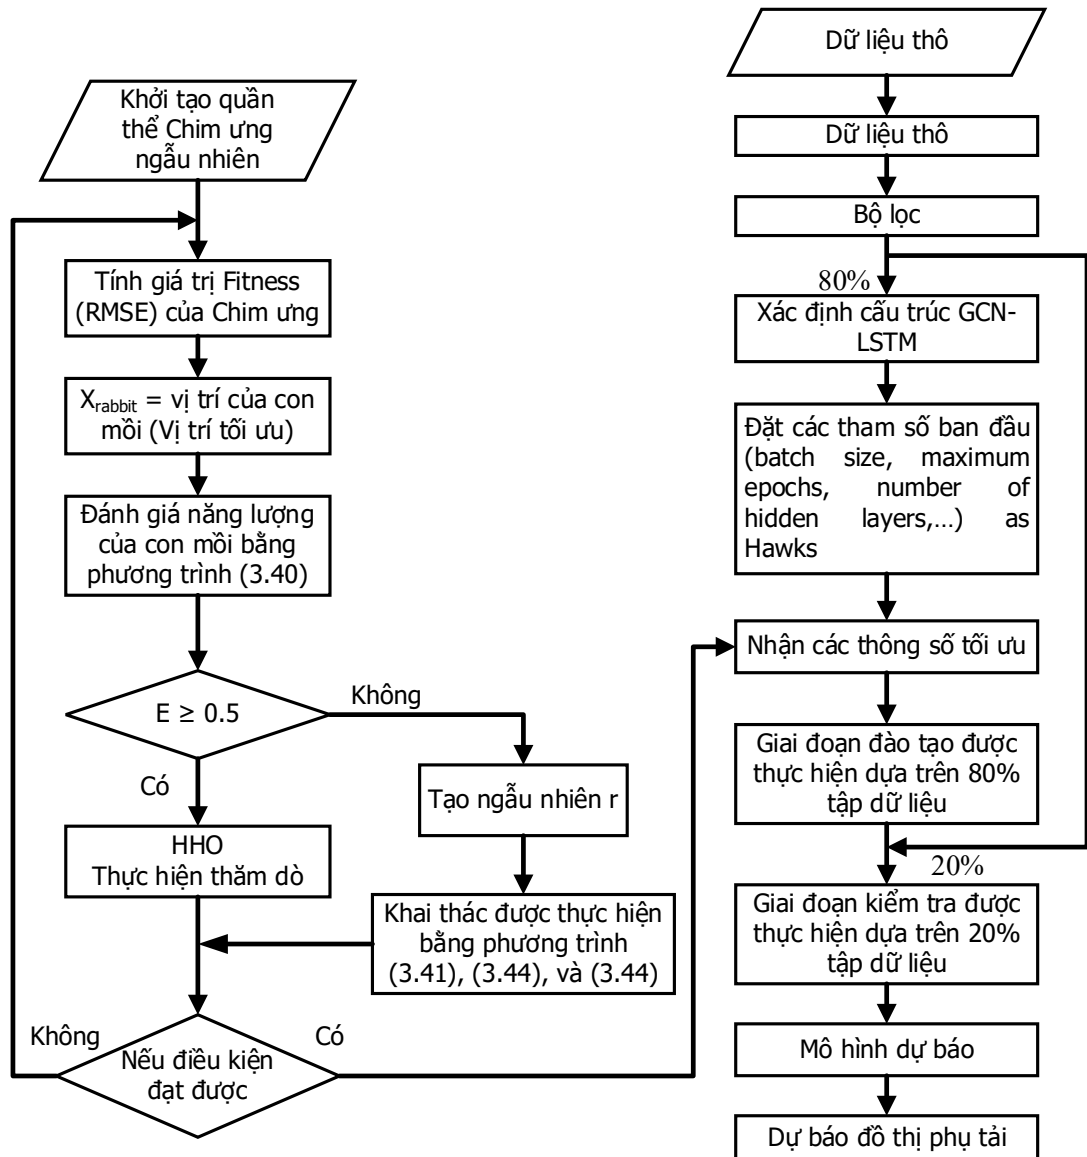 Khởi tạo quần
thể Chim ưng
ngẫu nhiên
Tính giá trị Fitness
(RMSE) của Chim ưng
Xrabbit = vị trí của con
mồi (Vị trí tối ưu)
Đánh giá năng lượng
của con mồi bằng
phương trình (3.40)
E ≥ 0.5
Không
Có
Tạo ngẫu nhiên r
HHO
Thực hiện thăm dò
Khai thác được thực hiện
bằng phương trình
(3.41), (3.44), và (3.44)
Không
Có
Nếu điều kiện
đạt được
Dữ liệu thô
Dữ liệu thô
Bộ lọc
80%
Xác định cấu trúc GCN-
LSTM
Đặt các tham số ban đầu
(batch size, maximum
epochs, number of
hidden layers,...) as
Hawks
Nhận các thông số tối ưu
Giai đoạn đào tạo được
thực hiện dựa trên 80%
tập dữ liệu
20%
Giai đoạn kiểm tra được
thực hiện dựa trên 20%
tập dữ liệu
Mô hình dự báo
Dự báo đồ thị phụ tải